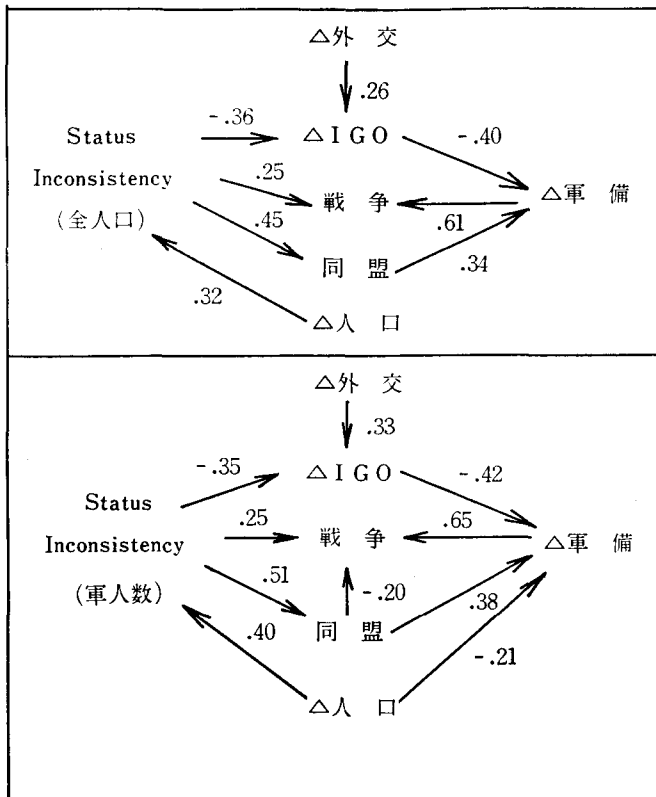 △外 交
.26
-.36
Status
△IGO
-.40
Inconsistency
.25
戦 争
△軍 備
(全人口)
.45
.61
同 盟
.34
.32
△人 口
△外 交
.33
-.35
△IGO
-.42
Status
.25
.65
Inconsistency
戦 争
△軍 備
(軍人数)
.51
-.20
.38
.40
同 盟
-.21
△人 口